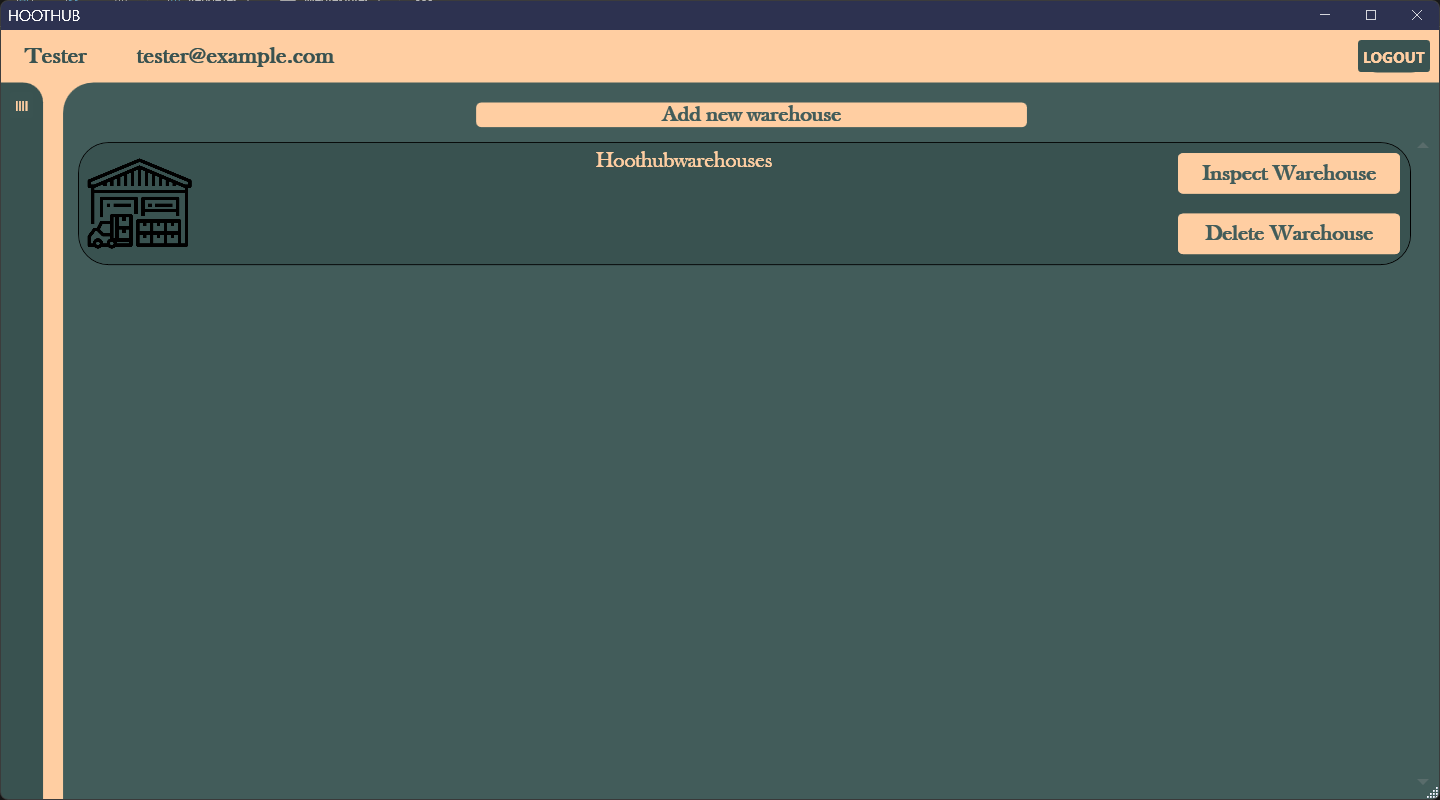 HOOTHUB
Tester tester@example.com LOGOUT
Add new warehouse
Hoothubwarehouses
Inspect Warehouse
Delete Warehouse